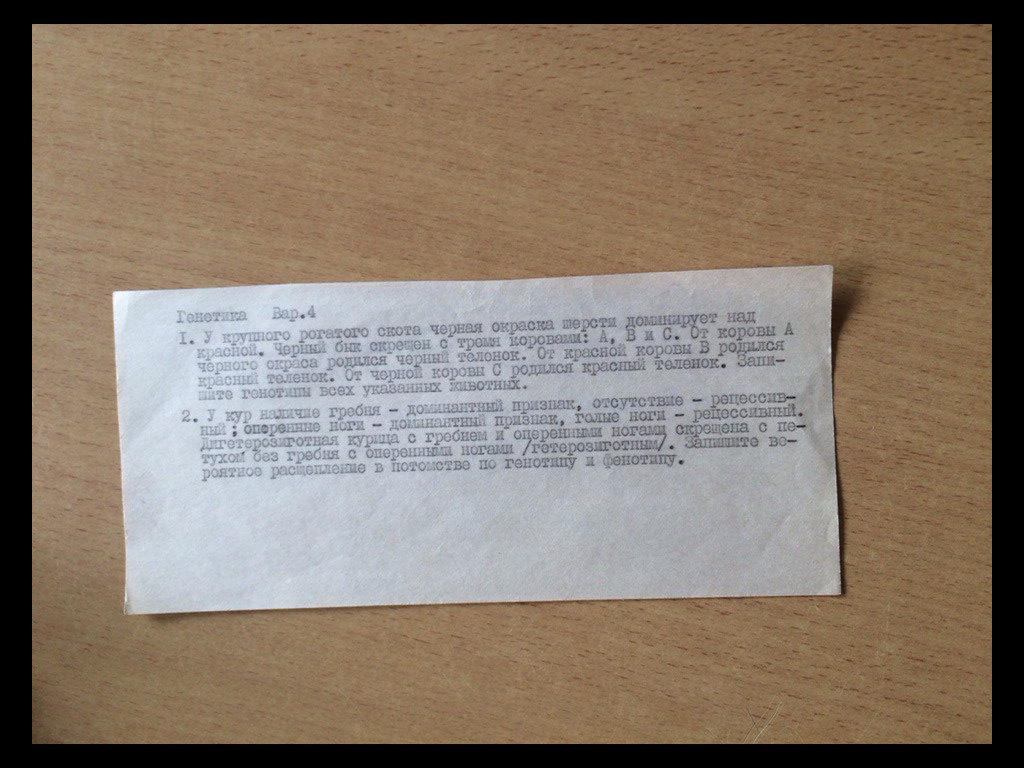 Генетика Вар.4
I. У крупного рогатого скота черная окраска шерсти доминирует над
красной. Черный бык скрещен с тремя коровами: А, В и С. От коровы А
черного окраса родился черный телонок. От красной коровы В родился
красный теленок. От черной коровы С родился красный теленок. Запи-
шите генотипы всех указанных животных.
2. У кур наличие гребня – доминантный признак, отсутствие – рецессив-
ный; оперенные ноги – доминантный признак, голые ноги – рецессивный.
Дигетерозиготная курица с гребнем и оперенными ногами скрещена с пе-
тухом без гребня с оперенными ногами /гетерозиготным/. Запишите ве-
роятное расщепление в потомстве по генотипу и фенотипу.